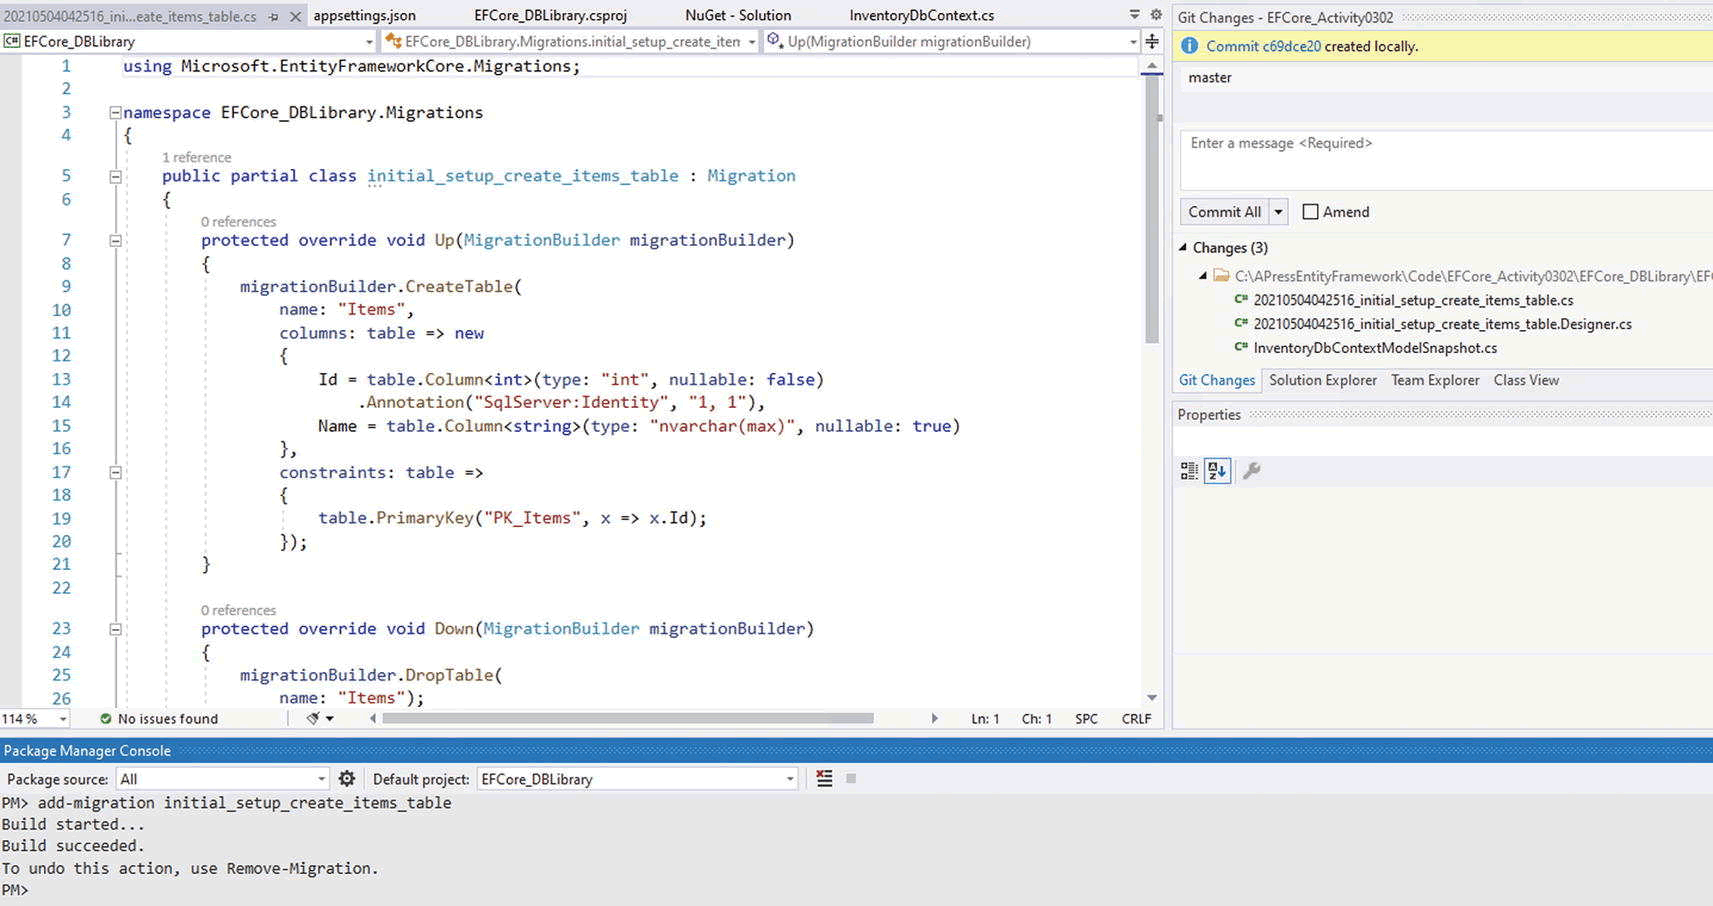 20210504042516_ini...eate_items_table.cs
appsettings.json
EFCore_DBLibrary.csproj
NuGet - Solution
InventoryDbContext.cs
C# EFCore_DBLibrary
EFCore_DBLibrary.Migrations.initial_setup_create_iten
Up(MigrationBuilder migrationBuilder)
1 using Microsoft.EntityFrameworkCore.Migrations;
2
3 namespace EFCore_DBLibrary.Migrations
4 {
1 reference
5 public partial class initial_setup_create_items_table : Migration
6 {
0 references
7 protected override void Up(MigrationBuilder migrationBuilder)
8 {
9 migrationBuilder.CreateTable(
10 name: "Items",
11 columns: table => new
12 {
13 Id = table.Column<int>(type: "int", nullable: false)
14 .Annotation("SqlServer:Identity", "1, 1"),
15 Name = table.Column<string>(type: "nvarchar(max)", nullable: true)
16 },
17 constraints: table =>
18 {
19 table.PrimaryKey("PK_Items", x => x.Id);
20 });
21 }
22
0 references
23 protected override void Down(MigrationBuilder migrationBuilder)
24 {
25 migrationBuilder.DropTable(
26 name: "Items");
114 %
No issues found
Ln: 1
Ch: 1
SPC
CRLF
Git Changes - EFCore_Activity0302
Commit c69dce20 created locally.
master
Enter a message <Required>
Commit All
Amend
Changes (3)
C:\APressEntityFramework\Code\EFCore_Activity0302\EFCore_DBLibrary\EF
C# 20210504042516_initial_setup_create_items_table.cs
C# 20210504042516_initial_setup_create_items_table.Designer.cs
C# InventoryDbContextModelSnapshot.cs
Git Changes
Solution Explorer
Team Explorer
Class View
Properties
Package Manager Console
Package source: All
Default project: EFCore_DBLibrary
PM> add-migration initial_setup_create_items_table
Build started...
Build succeeded.
To undo this action, use Remove-Migration.
PM>